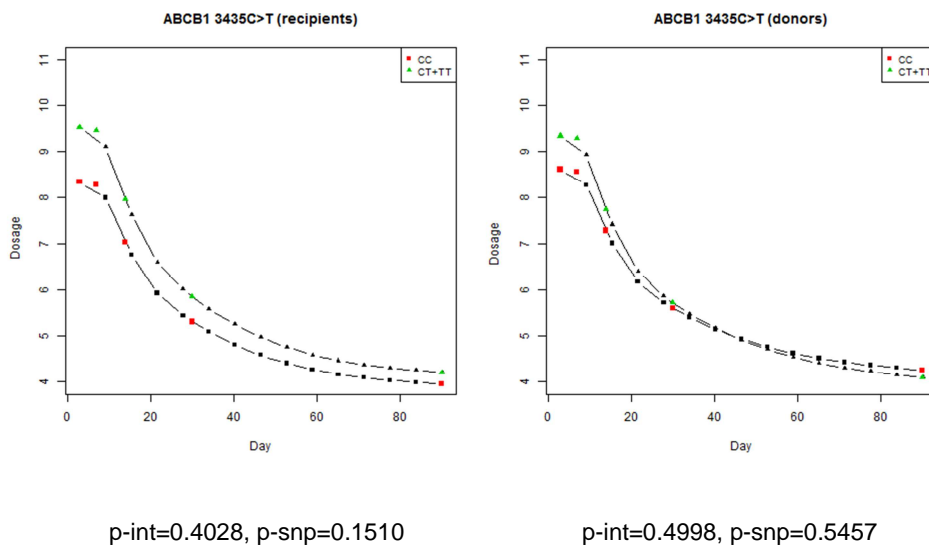 ABCB1 3435C>T (recipients)
CC
CT+TT
11
10
9
8
7
6
5
4
Dosage
0 20 40 60 80
Day
ABCB1 3435C>T (donors)
CC
CT+TT
11
10
9
8
7
6
5
4
Dosage
0 20 40 60 80
Day
p-int=0.4028, p-snp=0.1510
p-int=0.4998, p-snp=0.5457